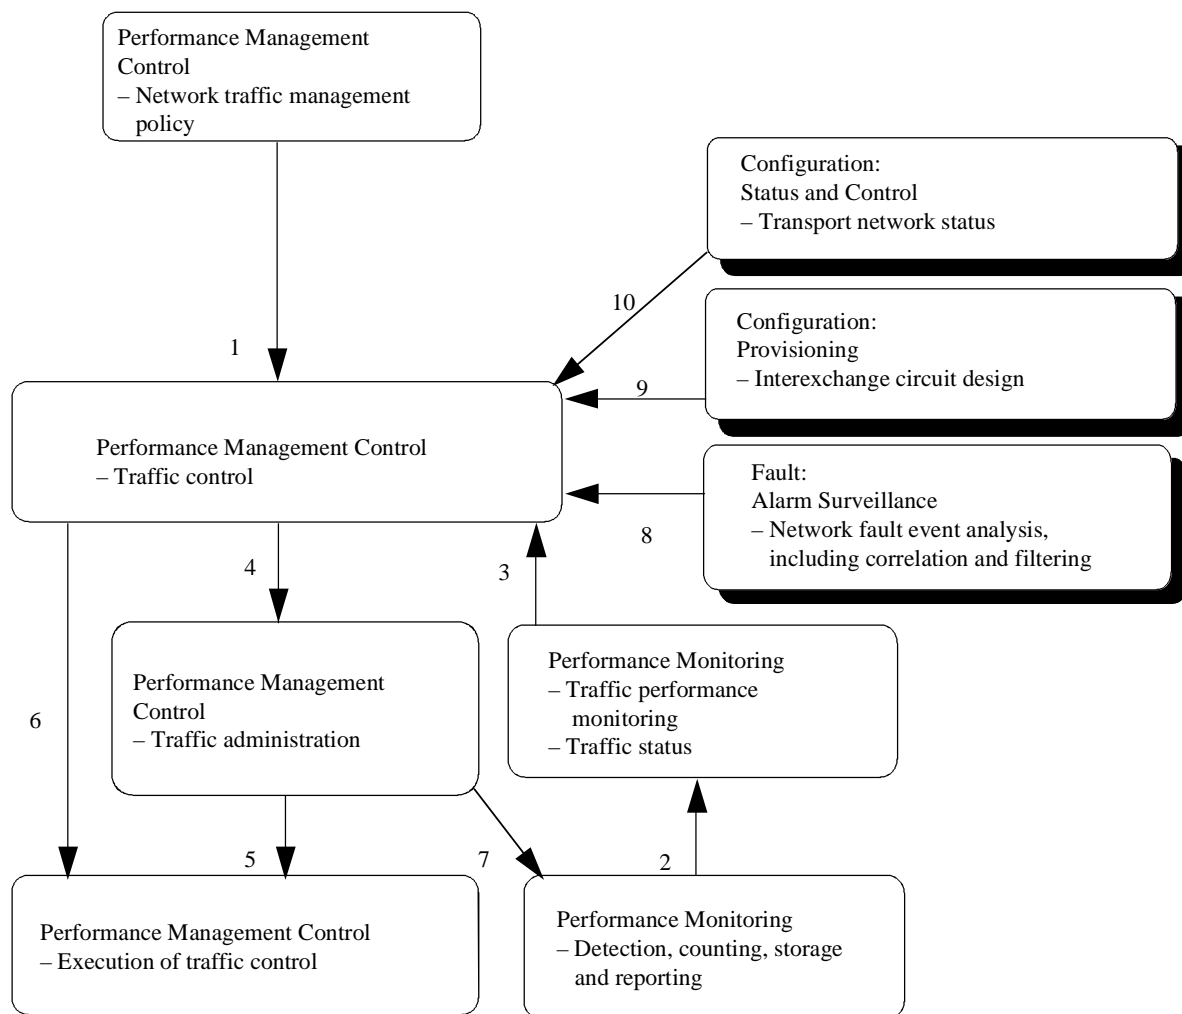 Performance Management
Control
– Network traffic management
policy
Configuration:
Status and Control
– Transport network status
10
Configuration:
Provisioning
– Interexchange circuit design
1
9
Performance Management Control
– Traffic control
Fault:
Alarm Surveillance
– Network fault event analysis,
including correlation and filtering
8
4
3
Performance Management
Control
– Traffic administration
Performance Monitoring
– Traffic performance
monitoring
– Traffic status
6
5
7
2
Performance Management Control
– Execution of traffic control
Performance Monitoring
– Detection, counting, storage
and reporting